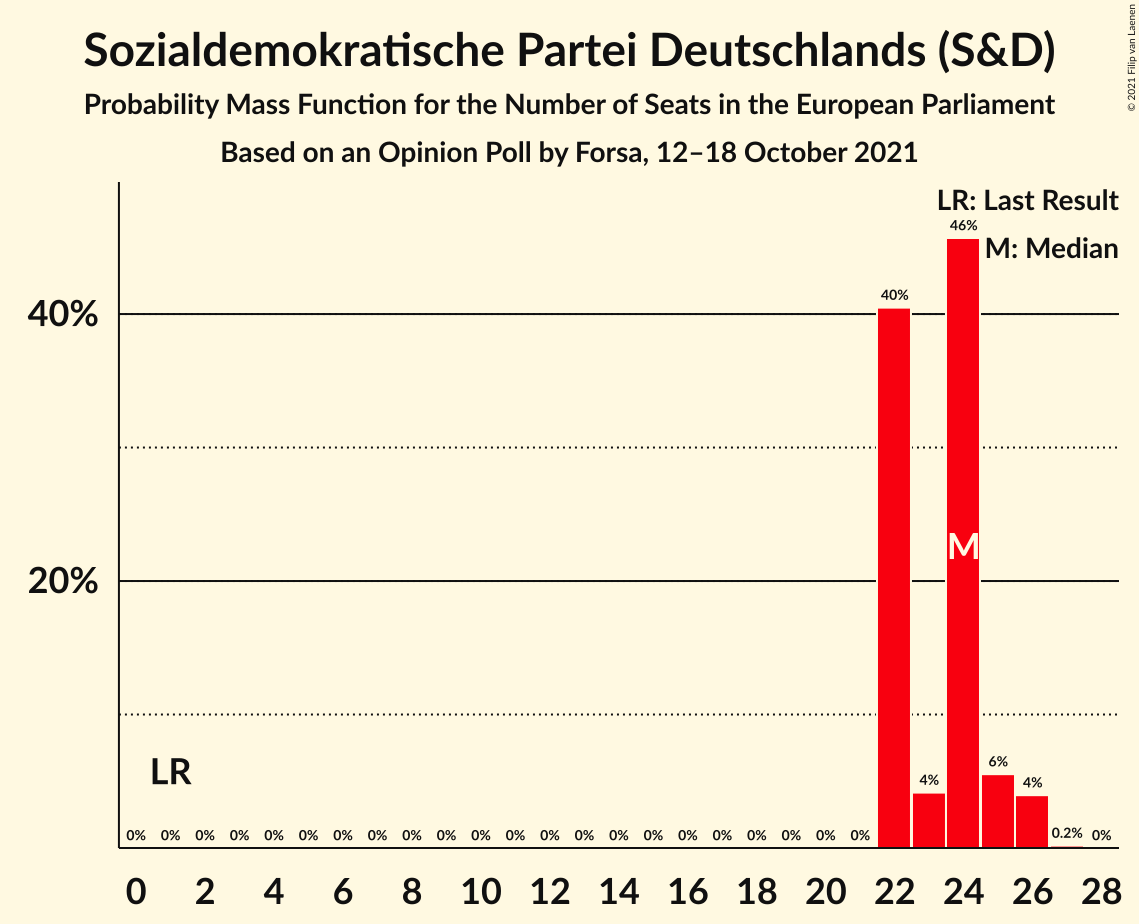 Sozialdemokratische Partei Deutschlands (S&D)
Probability Mass Function for the Number of Seats in the European Parliament
Based on an Opinion Poll by Forsa, 12–18 October 2021
© 2021 Filip van Laenen
LR: Last Result
M: Median
46%
40%
40%
20%
M
LR
0% 0% 0% 0% 0% 0% 0% 0% 0% 0% 0% 0% 0% 0% 0% 0% 0% 0% 0% 0% 0% 0% 4% 6% 4% 0.2% 0%
0 2 4 6 8 10 12 14 16 18 20 22 24 26 28